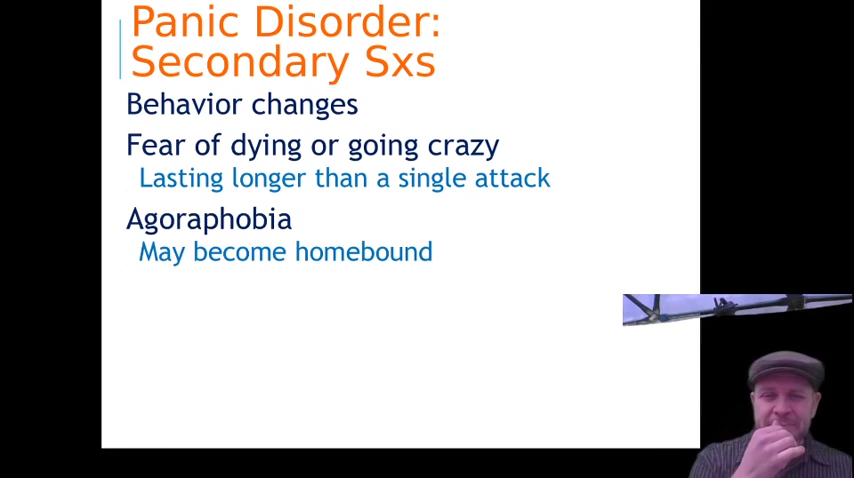 Panic Disorder:
Secondary Sxs
Behavior changes
Fear of dying or going crazy
Lasting longer than a single attack
Agoraphobia
May become homebound